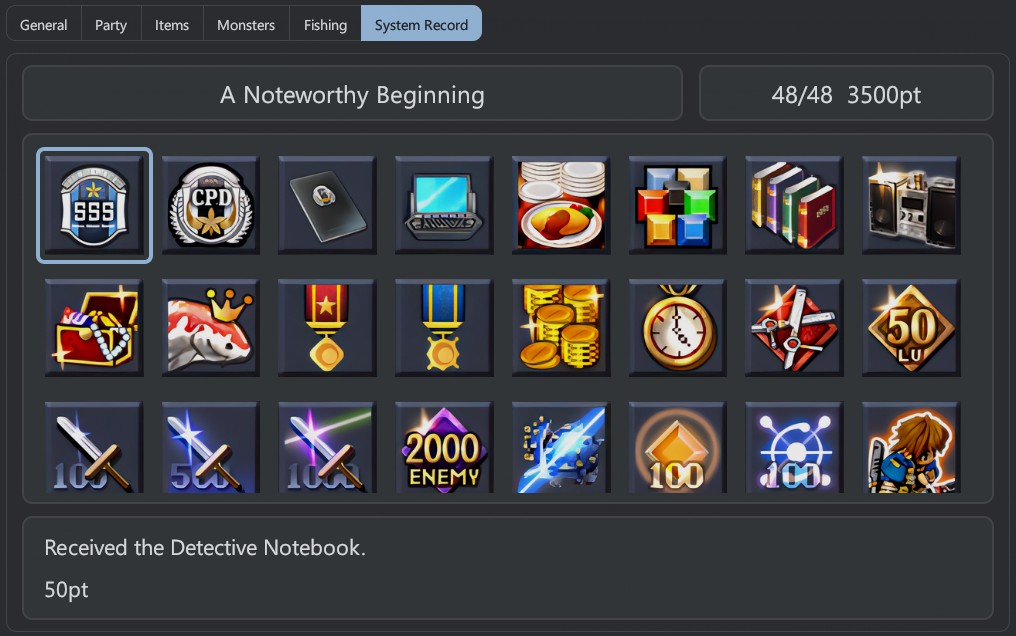 General Party Items Monsters Fishing System Record
A Noteworthy Beginning 48/48 3500pt
SSS CPD
50
LU
100 500 1000 2000
ENEMY 100 100
Received the Detective Notebook.
50pt